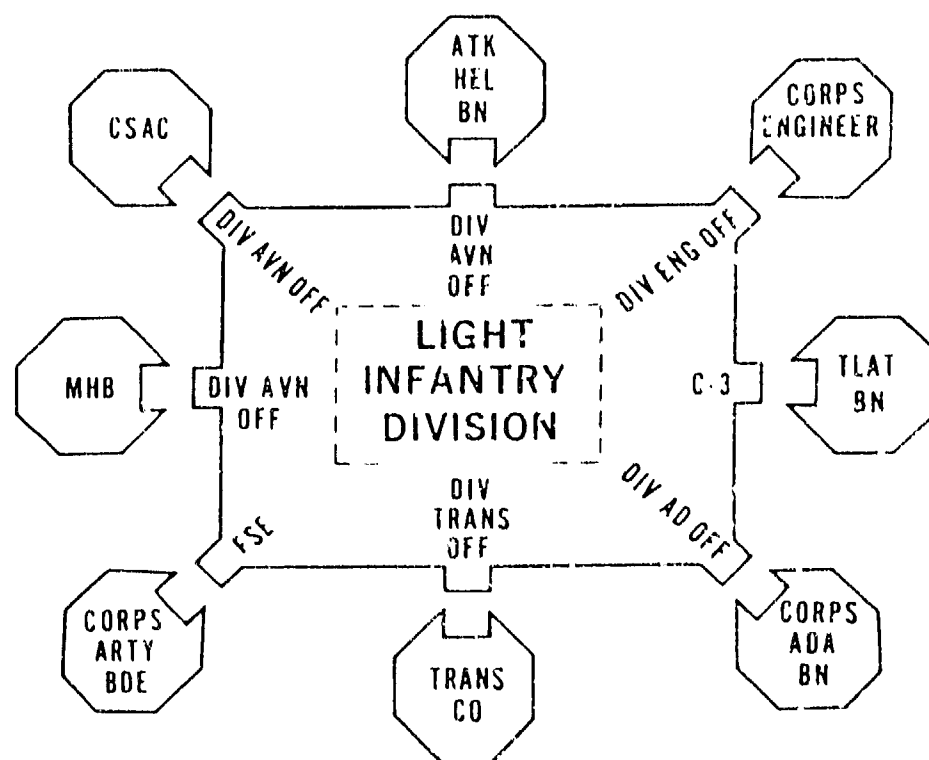 ATK
HEL
BN
CSAC
CORPS
ENGINEER
DIV AVN OFF
DIV
AVN
OFF
DIV ENG OFF
LIGHT
INFANTRY
DIVISION
MHB
DIV AVN
OFF
C-3
TLAT
BN
FSE
DIV
TRANS
OFF
DIV AD OFF
CORPS
ARTY
BDE
TRANS
CO
CORPS
ADA
BN